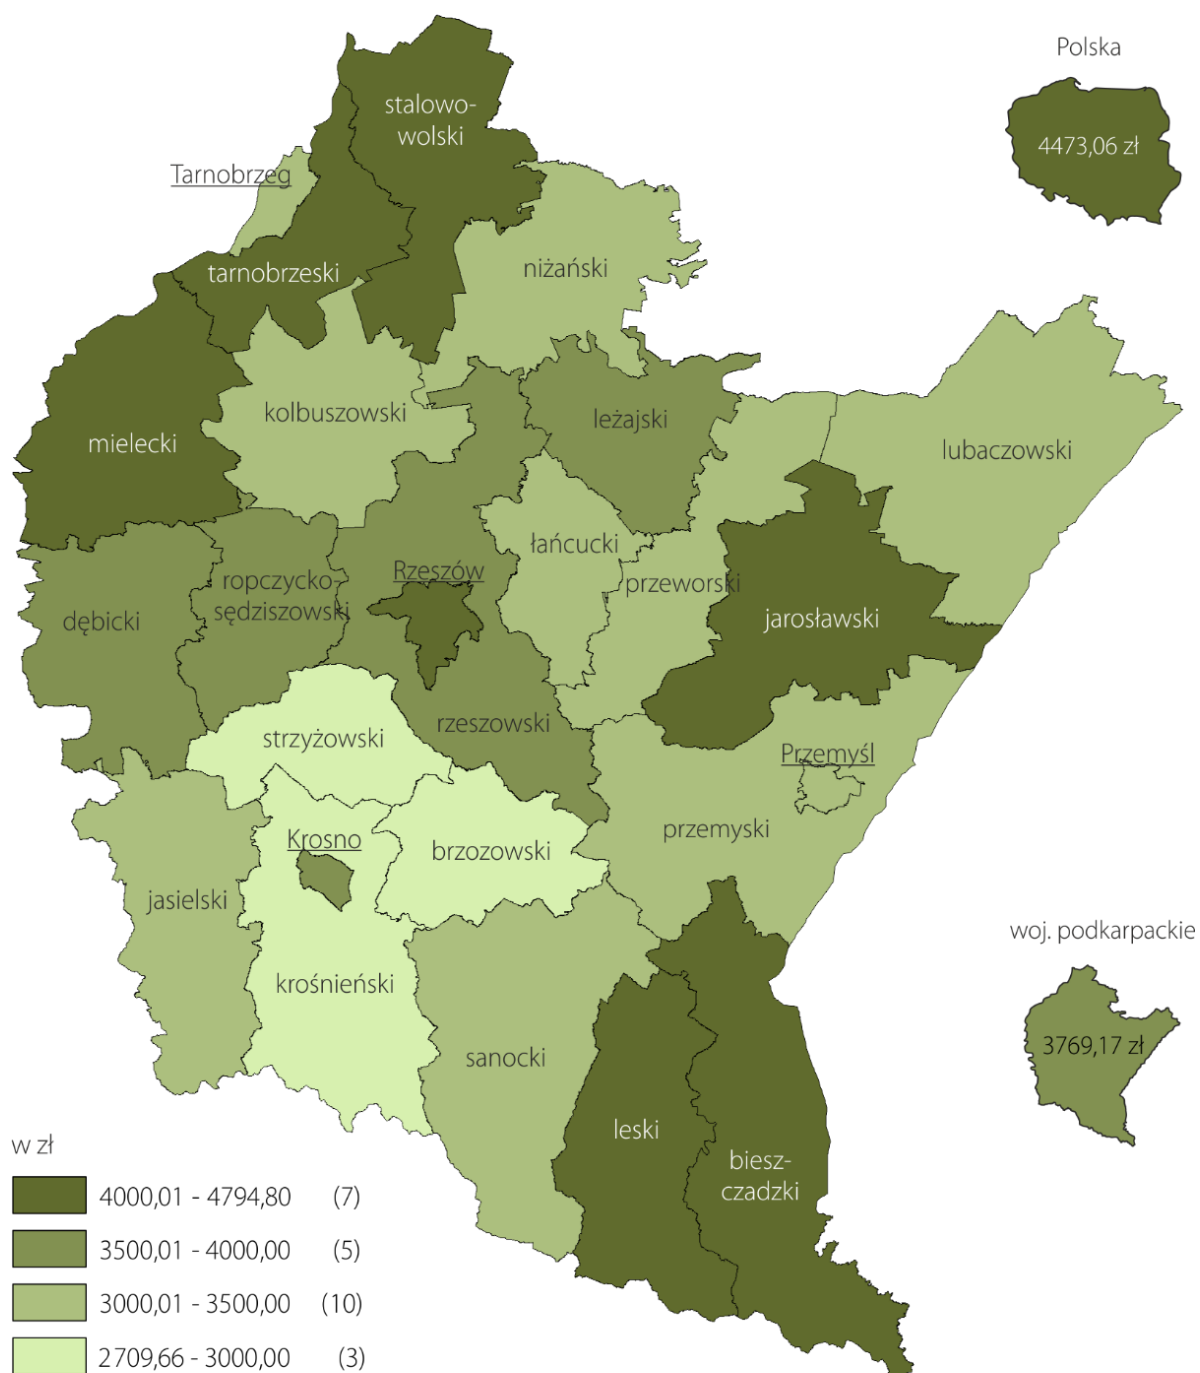 Polska
4473,06 zł
stalowo-
wolski
Tarnobrzeg
tarnobrzeski
niżański
kolbuszowski
leżajski
mielecki
lubaczowski
łańcucki
Rzeszów
ropczycko-
sędziszowski
przeworski
dębicki
jarosławski
rzeszowski
strzyżowski
Przemyśl
przemyski
Krosno
brzozowski
jasielski
woj. podkarpackie
krośnieński
3769,17 zł
sanocki
leski
biesz-
czadzki
w zł
4000,01 - 4794,80 (7)
3500,01 - 4000,00 (5)
3000,01 - 3500,00 (10)
2709,66 - 3000,00 (3)